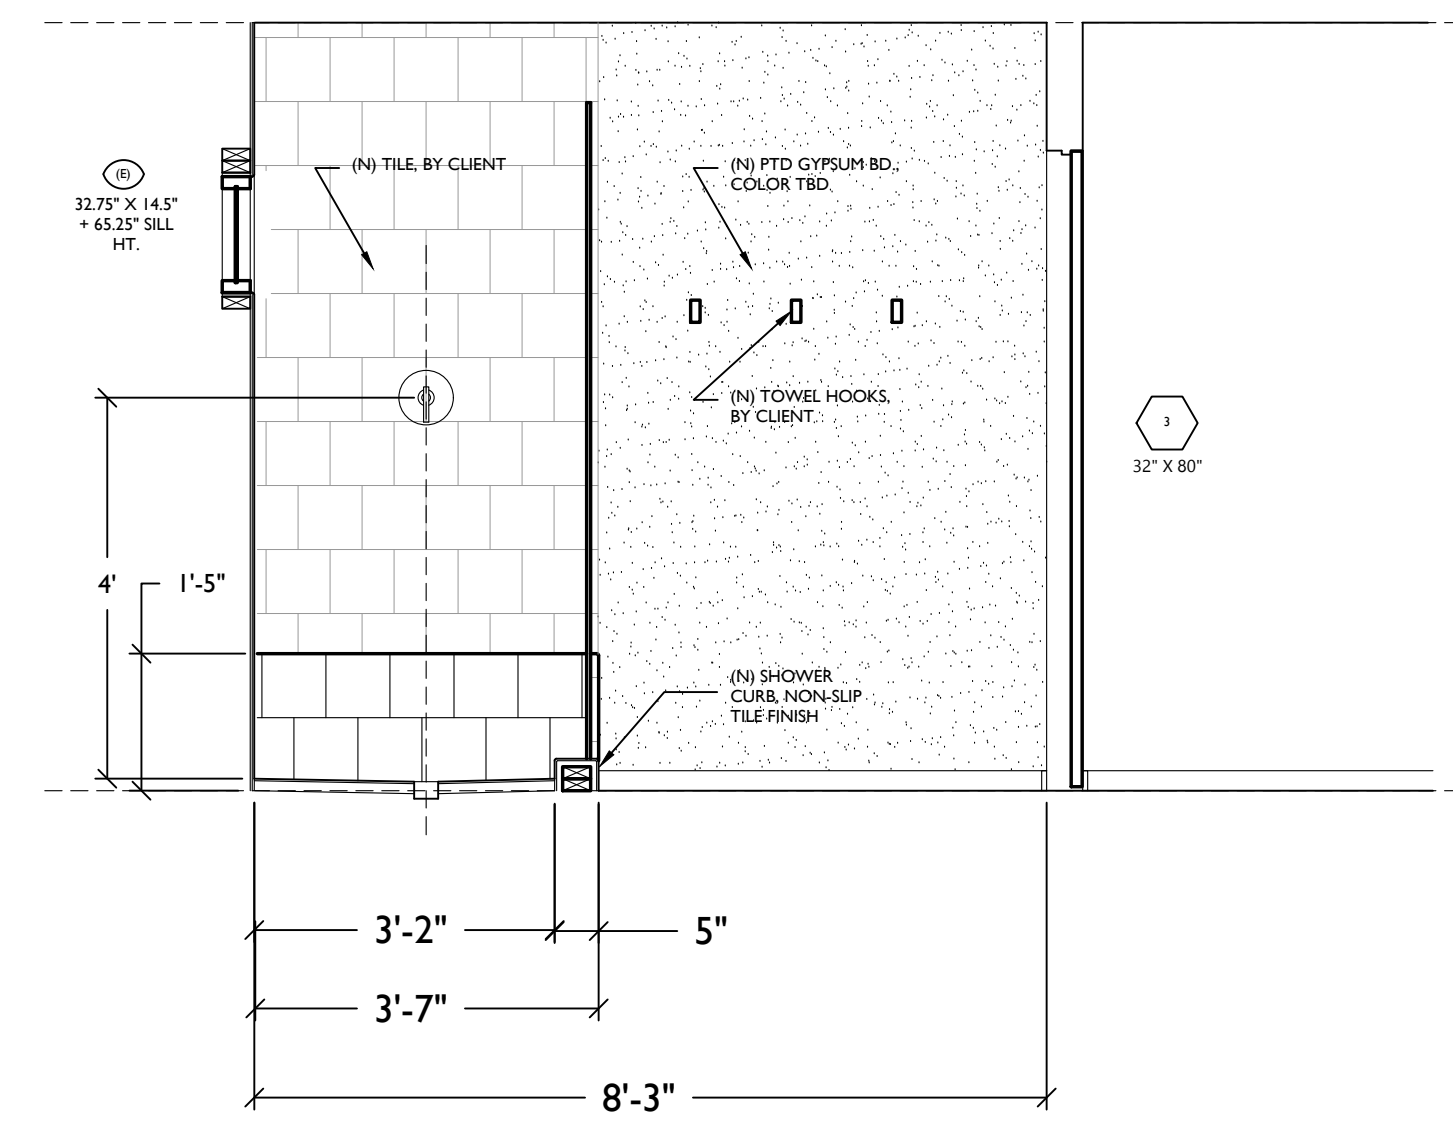 (N) TILE, BY CLIENT
(N) PTD GYPSUM BD.,
COLOR TBD
(E)
32.75" X 14.5"
+ 65.25" SILL
HT.
(N) TOWEL HOOKS,
BY CLIENT
3
32" X 80"
4'
1'-5"
(N) SHOWER
CURB, NON-SLIP
TILE FINISH
3'-2"
5"
3'-7"
8'-3"